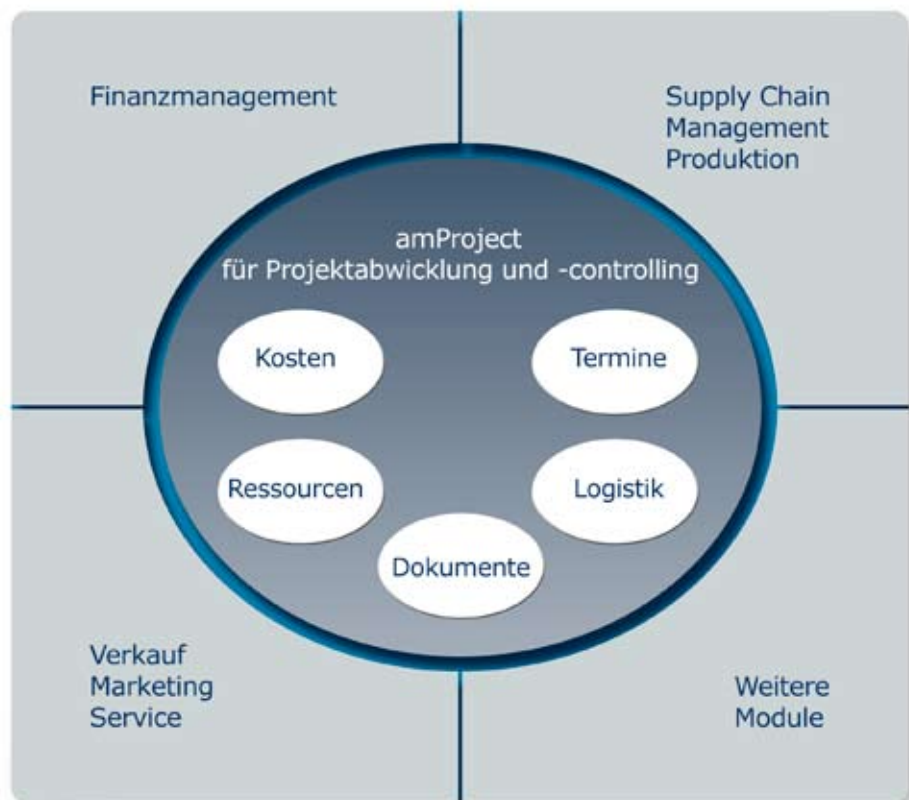 Finanzmanagement
Supply Chain
Management
Produktion
amProject
für Projektabwicklung und -controlling
Kosten
Termine
Ressourcen
Logistik
Dokumente
Verkauf
Marketing
Service
Weitere
Module